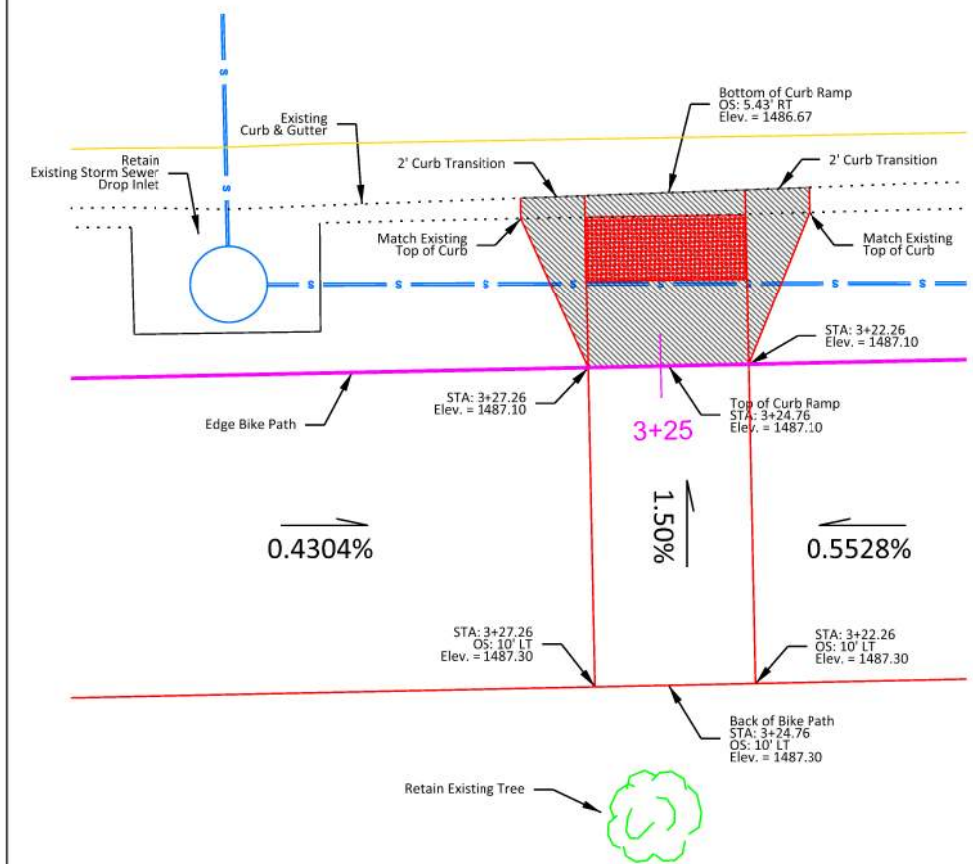 S
Existing
Curb & Gutter
Retain
Existing Storm Sewer
Drop Inlet
S
Bottom of Curb Ramp
OS: 5.43' RT
Elev. = 1486.67
2' Curb Transition
2' Curb Transition
Match Existing
Top of Curb
Match Existing
Top of Curb
S
S
S
S
S
S
S
STA: 3+22.26
Elev. = 1487.10
STA: 3+27.26
Elev. = 1487.10
Edge Bike Path
Top of Curb Ramp
STA: 3+24.76
Elev. = 1487.10
3+25
1.50%
0.4304%
0.5528%
STA: 3+27.26
OS: 10' LT
Elev. = 1487.30
STA: 3+22.26
OS: 10' LT
Elev. = 1487.30
Back of Bike Path
STA: 3+24.76
OS: 10' LT
Elev. = 1487.30
Retain Existing Tree